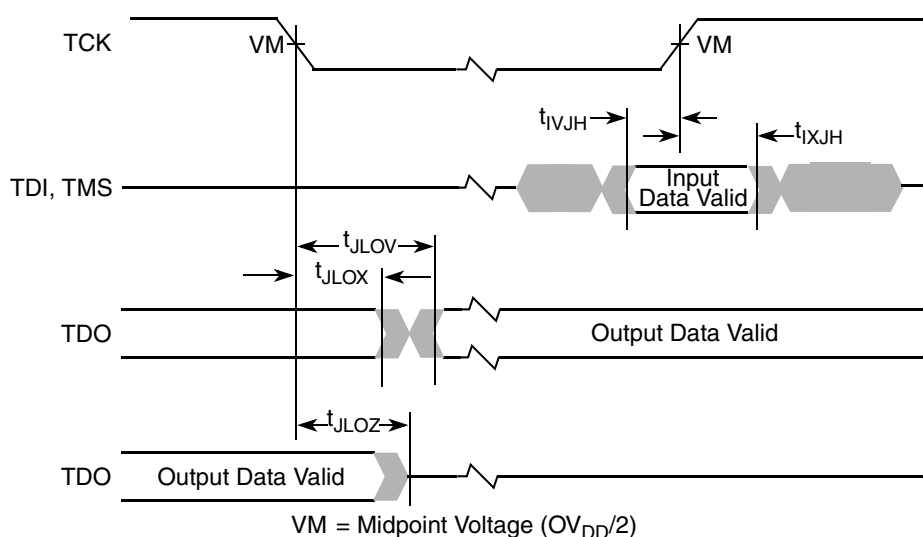 TCK
VM
VM
tIVJH
tIXJH
TDI, TMS
Input
Data Valid
tJLOV
tJLOX
TDO
Output Data Valid
tJLOZ
TDO
Output Data Valid
VM = Midpoint Voltage (OVDD/2)